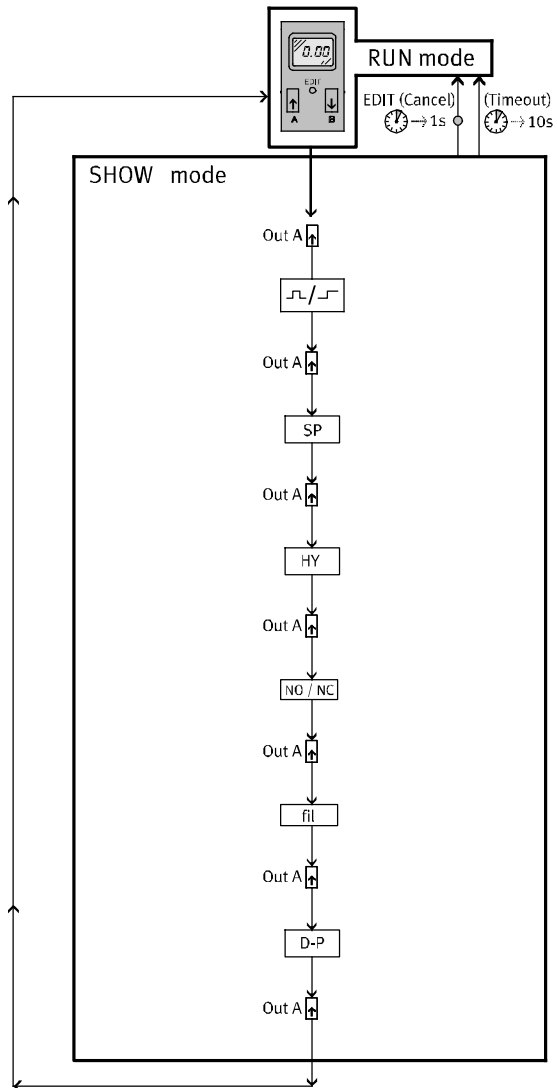 0.00
EDIT
A B
RUN mode
EDIT (Cancel)
1s
(Timeout)
10s
SHOW mode
Out A
Out A
SP
Out A
HY
Out A
NO / NC
Out A
fil
Out A
D-P
Out A